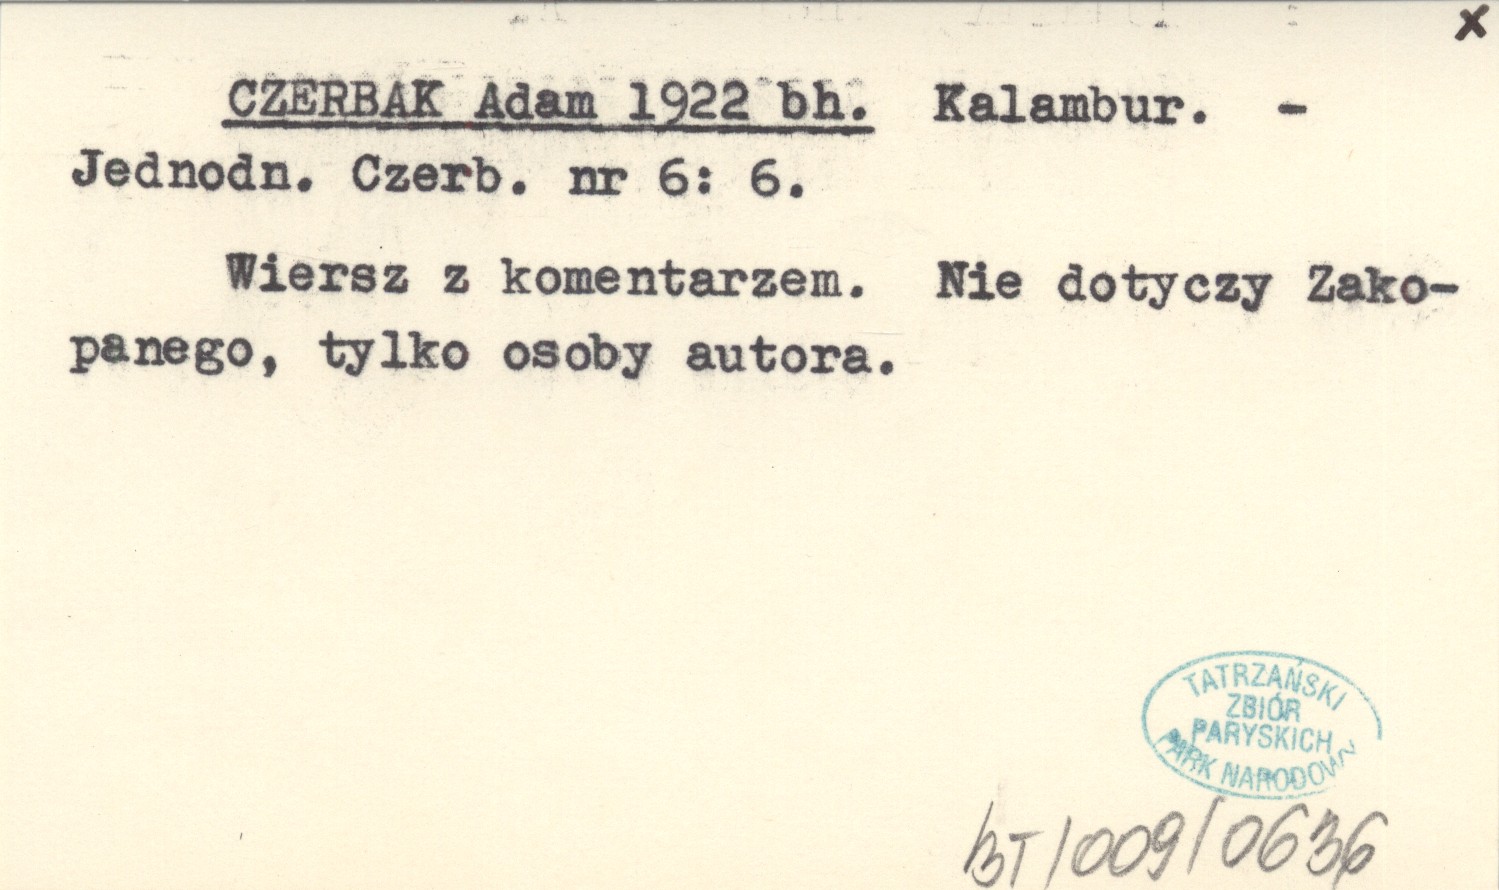 x
CZERBAK Adam 1922 bh. Kalambur. -
Jednodn. Czerb. nr 6: 6.
Wiersz z komentarzem. Nie dotyczy Zako-
panego, tylko osoby autora.
TATRZAŃSKI
ZBIÓR
PARYSKICH
PARK NARODOWY
BT/009/0636